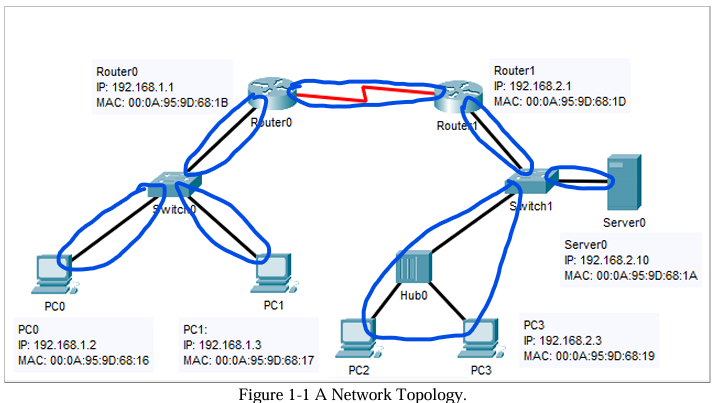 Router0
IP: 192.168.1.1
MAC: 00:0A:95:9D:68:1B
Router1
IP: 192.168.2.1
MAC: 00:0A:95:9D:68:1D
Router0
Router1
Switch0
Switch1
Server0
Server0
IP: 192.168.2.10
MAC: 00:0A:95:9D:68:1A
Hub0
PC0
PC1
PC0
IP: 192.168.1.2
MAC: 00:0A:95:9D:68:16
PC1:
IP: 192.168.1.3
MAC: 00:0A:95:9D:68:17
PC2
PC3
PC3
IP: 192.168.2.3
MAC: 00:0A:95:9D:68:19
Figure 1-1 A Network Topology.